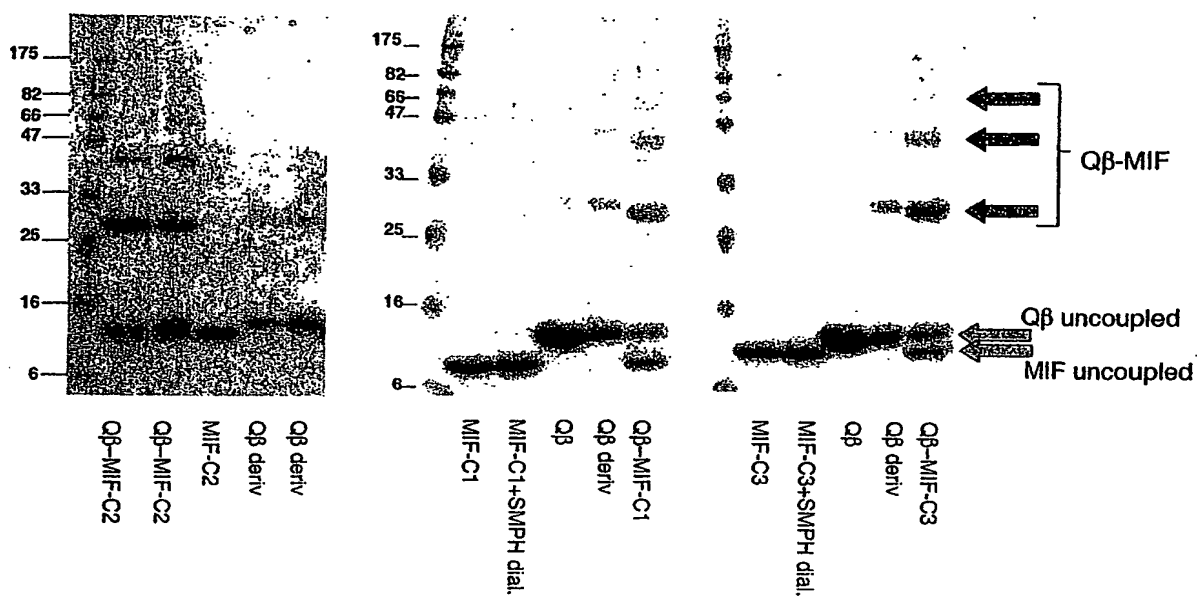 175
82
66
47
33
25
16
6
Qβ–MIF-C2
Qβ–MIF-C2
MIF-C2
Qβ deriv
Qβ deriv
175
82
66
47
33
25
16
6
MIF-C1
MIF-C1+SMPH dial.
Qβ
Qβ deriv
Qβ–MIF-C1
MIF-C3
MIF-C3+SMPH dial.
Qβ
Qβ deriv
Qβ–MIF-C3
Qβ-MIF
Qβ uncoupled
MIF uncoupled